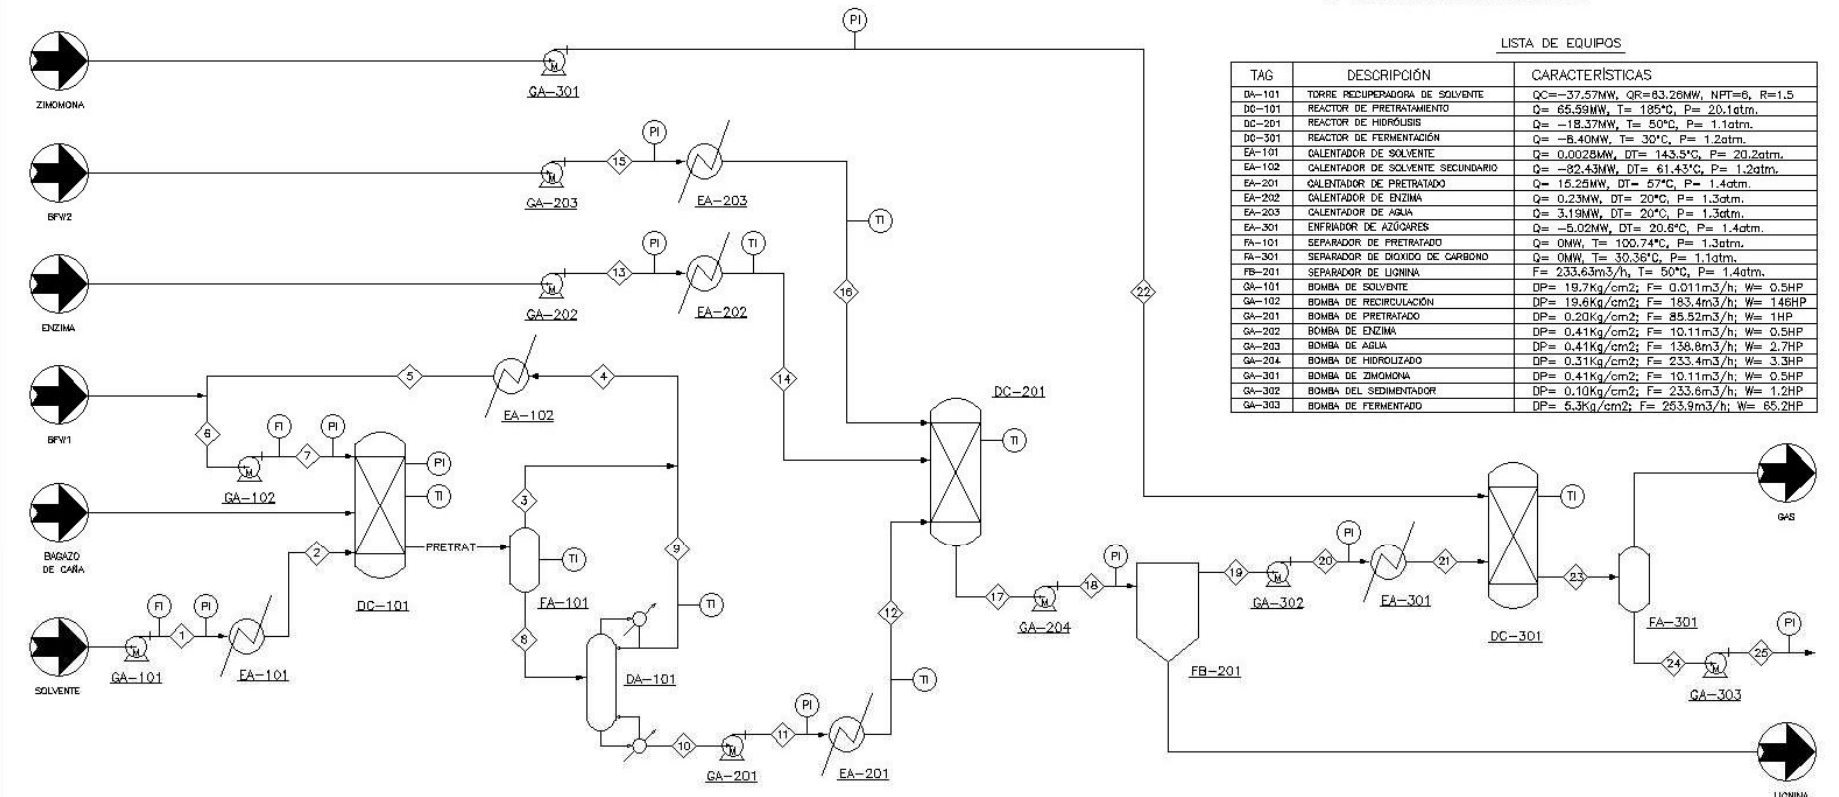 PI
LISTA DE EQUIPOS
ZIMOMONA
M
GA-301
TAG DESCRIPCIÓN CARACTERÍSTICAS
DA-101 TORRE RECUPERADORA DE SOLVENTE QC=-37.57MW, QR=63.26MW, NPT=6, R=1.5
DC-101 REACTOR DE PRETRATAMIENTO Q= 65.59MW, T= 185°C, P= 20.1atm.
DC-201 REACTOR DE HIDRÓLISIS Q= -18.37MW, T= 50°C, P= 1.1atm.
DC-301 REACTOR DE FERMENTACIÓN Q= -8.40MW, T= 30°C, P= 1.2atm.
EA-101 CALENTADOR DE SOLVENTE Q= 0.0028MW, DT= 143.5°C, P= 20.2atm.
EA-102 CALENTADOR DE SOLVENTE SECUNDARIO Q= -82.43MW, DT= 61.43°C, P= 1.2atm.
EA-201 CALENTADOR DE PRETRATADO Q= 15.25MW, DT= 57°C, P= 1.4atm.
EA-202 CALENTADOR DE ENZIMA Q= 0.23MW, DT= 20°C, P= 1.3atm.
EA-203 CALENTADOR DE AGUA Q= 3.19MW, DT= 20°C, P= 1.3atm.
EA-301 ENFRIADOR DE AZÚCARES Q= -5.02MW, DT= 20.6°C, P= 1.4atm.
FA-101 SEPARADOR DE PRETRATADO Q= 0MW, T= 100.74°C, P= 1.3atm.
FA-301 SEPARADOR DE DIOXIDO DE CARBONO Q= 0MW, T= 30.36°C, P= 1.1atm.
FB-201 SEPARADOR DE LIGNINA F= 233.63m3/h, T= 50°C, P= 1.4atm.
GA-101 BOMBA DE SOLVENTE DP= 19.7Kg/cm2; F= 0.011m3/h; W= 0.5HP
GA-102 BOMBA DE RECIRCULACIÓN DP= 19.6Kg/cm2; F= 183.4m3/h; W= 146HP
GA-201 BOMBA DE PRETRATADO DP= 0.20Kg/cm2; F= 85.52m3/h; W= 1HP
GA-202 BOMBA DE ENZIMA DP= 0.41Kg/cm2; F= 10.11m3/h; W= 0.5HP
GA-203 BOMBA DE AGUA DP= 0.41Kg/cm2; F= 138.8m3/h; W= 2.7HP
GA-204 BOMBA DE HIDROLIZADO DP= 0.31Kg/cm2; F= 233.4m3/h; W= 3.3HP
GA-301 BOMBA DE ZIMOMONA DP= 0.41Kg/cm2; F= 10.11m3/h; W= 0.5HP
GA-302 BOMBA DEL SEDIMENTADOR DP= 0.10Kg/cm2; F= 233.6m3/h; W= 1.2HP
GA-303 BOMBA DE FERMENTADO DP= 5.3Kg/cm2; F= 253.9m3/h; W= 65.2HP
15 PI
M
BFW2
GA-203
EA-203
TI
13 PI TI
M
ENZIMA
GA-202
EA-202
16
22
5 4 14
EA-102
DC-201
BFW1
6
FI PI
7
M
GA-102
PI
TI
TI
BAGAZO
DE CAÑA
3
PRETRAT
TI
FA-101
9
2
DC-101
TI
FI PI
1
M
SOLVENTE
GA-101
EA-101
8
DA-101
12
TI
PI
10
M
11
GA-201
EA-201
17
M
18
PI
GA-204
FB-201
19
M
20
PI
GA-302
EA-301
21
TI
DC-301
23
FA-301
GAS
24
M
25
PI
GA-303
LIGNINA